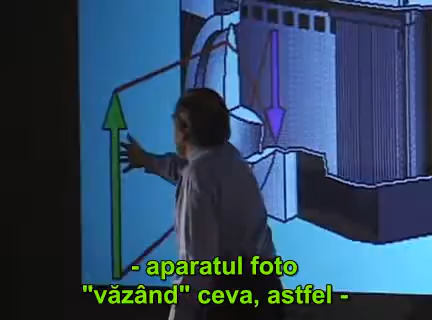 - aparatul foto
"văzând" ceva, astfel -